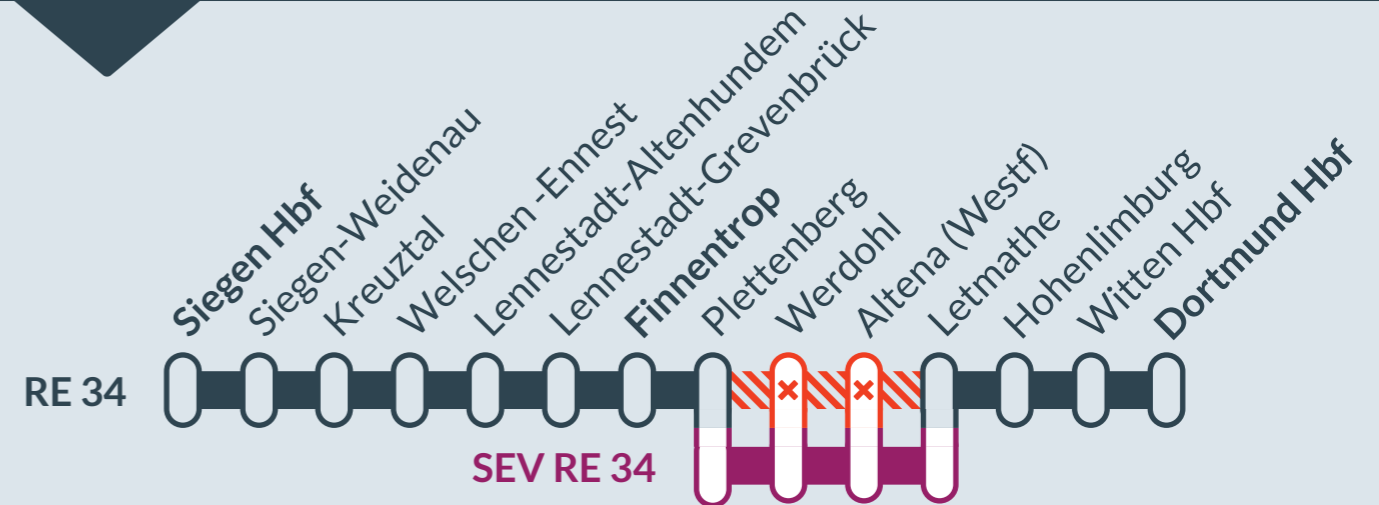 Siegen Hbf
Siegen-Weidenau
Kreuztal
Welschen -Ennest
Lennestadt-Altenhundem
Lennestadt-Grevenbrück
Finnentrop
Plettenberg
Werdohl
Altena (Westf)
Letmathe
Hohenlimburg
Witten Hbf
Dortmund Hbf
RE 34
SEV RE 34